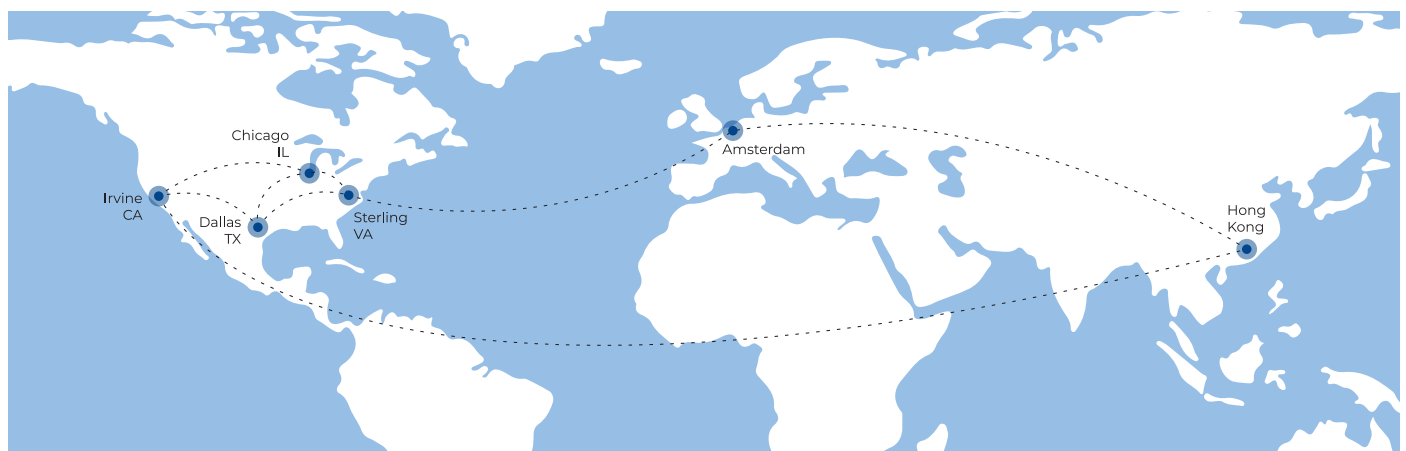 Chicago
IL
Amsterdam
Irvine
CA
Dallas
TX
Sterling
VA
Hong
Kong